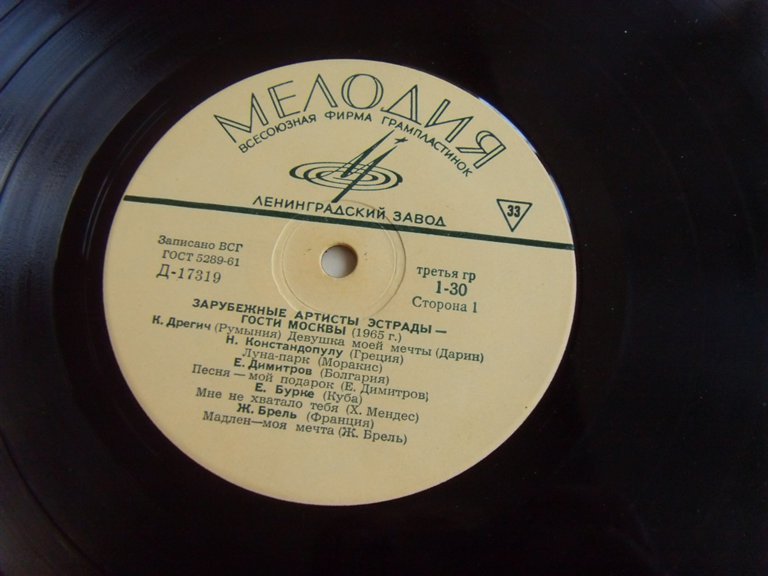 МЕЛОДИЯ
ВСЕСОЮЗНАЯ ФИРМА ГРАМПЛАСТИНОК
ЛЕНИНГРАДСКИЙ ЗАВОД
33
Записано ВСГ
ГОСТ 5289-61
Д-17319
третья гр
1-30
Сторона 1
ЗАРУБЕЖНЫЕ АРТИСТЫ ЭСТРАДЫ —
ГОСТИ МОСКВЫ (1965 г.)
К. Дрегич (Румыния) Девушка моей мечты (Дарин)
Н. Констандопулу (Греция)
Луна-парк (Моракис)
Е. Димитров (Болгария)
Песня — мой подарок (Е. Димитров)
Е. Бурке (Куба)
Мне не хватало тебя (Х. Мендес)
Ж. Брель (Франция)
Мадлен—моя мечта (Ж. Брель)